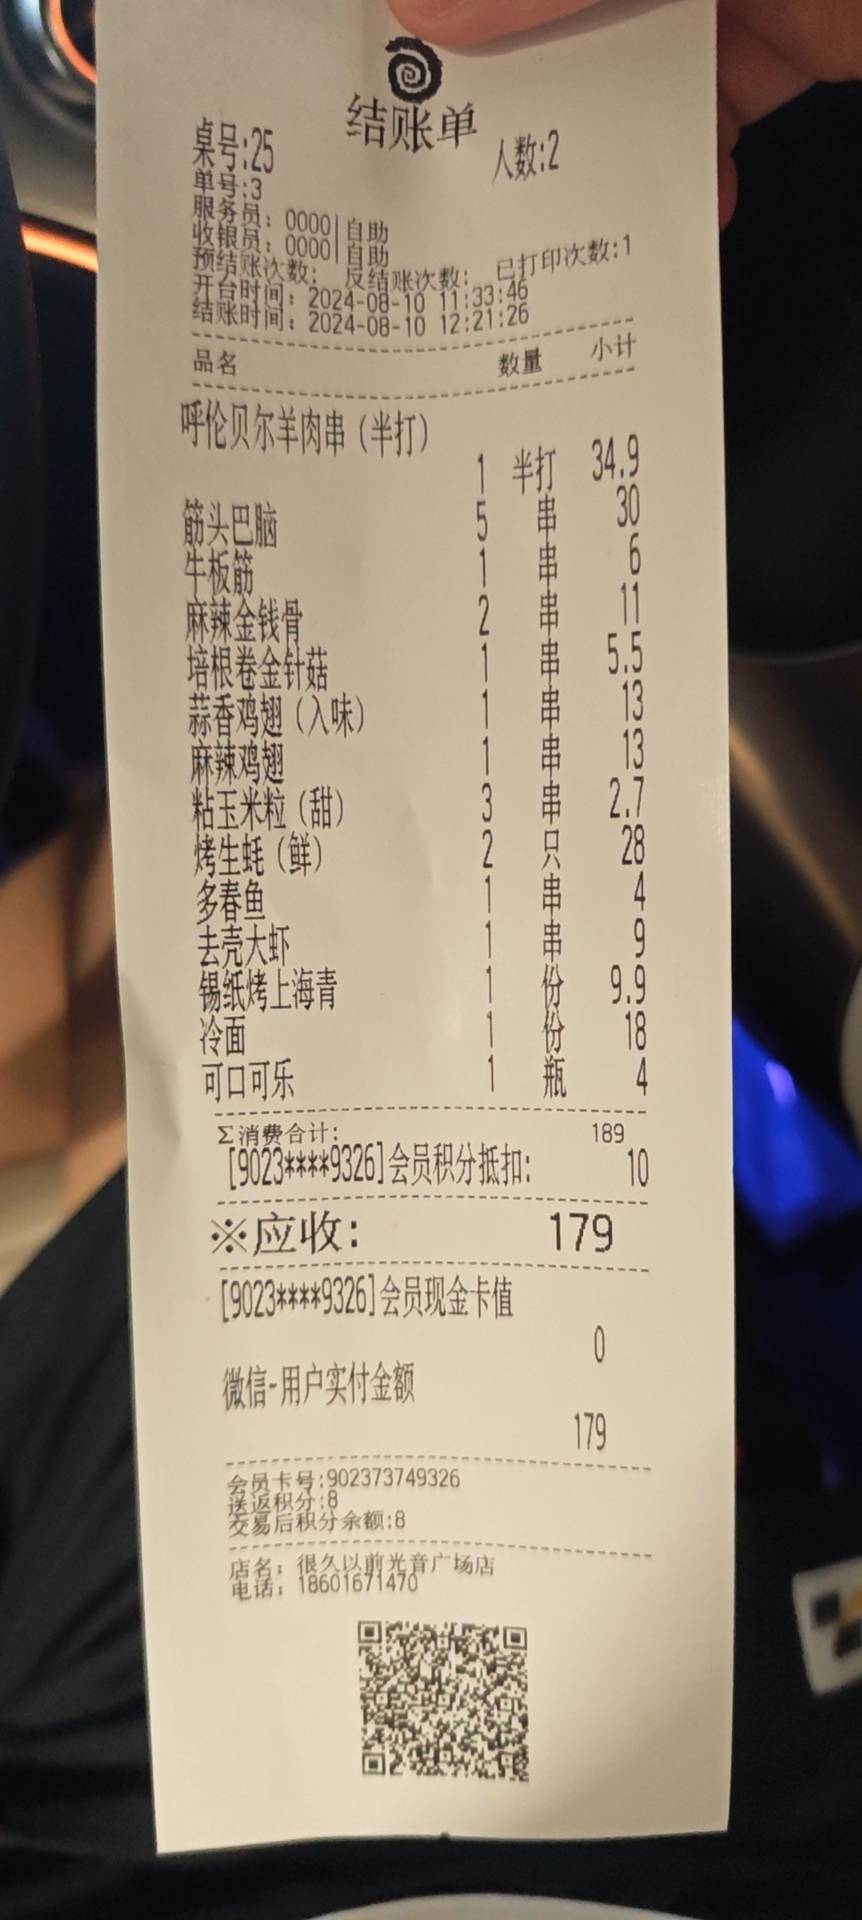 结账单
桌号:25 人数:2
单号:3
服务员: 0000|自助
收银员: 0000|自助
预结账次数: 反结账次数: 已打印次数:1
开台时间: 2024-08-10 11:33:46
结账时间: 2024-08-10 12:21:26
品名 数量 小计
呼伦贝尔羊肉串(半打)
1 半打 34.9
筋头巴脑 5 串 30
牛板筋 1 串 6
麻辣金钱骨 2 串 11
培根卷金针菇 1 串 5.5
蒜香鸡翅(入味) 1 串 13
麻辣鸡翅 1 串 13
粘玉米粒(甜) 3 串 2.7
烤生蚝(鲜) 2 只 28
多春鱼 1 串 4
去壳大虾 1 串 9
锡纸烤上海青 1 份 9.9
冷面 1 份 18
可口可乐 1 瓶 4
Σ消费合计: 189
[9023****9326]会员积分抵扣: 10
※应收: 179
[9023****9326]会员现金卡值
0
微信-用户实付金额
179
会员卡号:902373749326
送返积分:8
交易后积分余额:8
店名: 很久以前光音广场店
电话: 18601671470